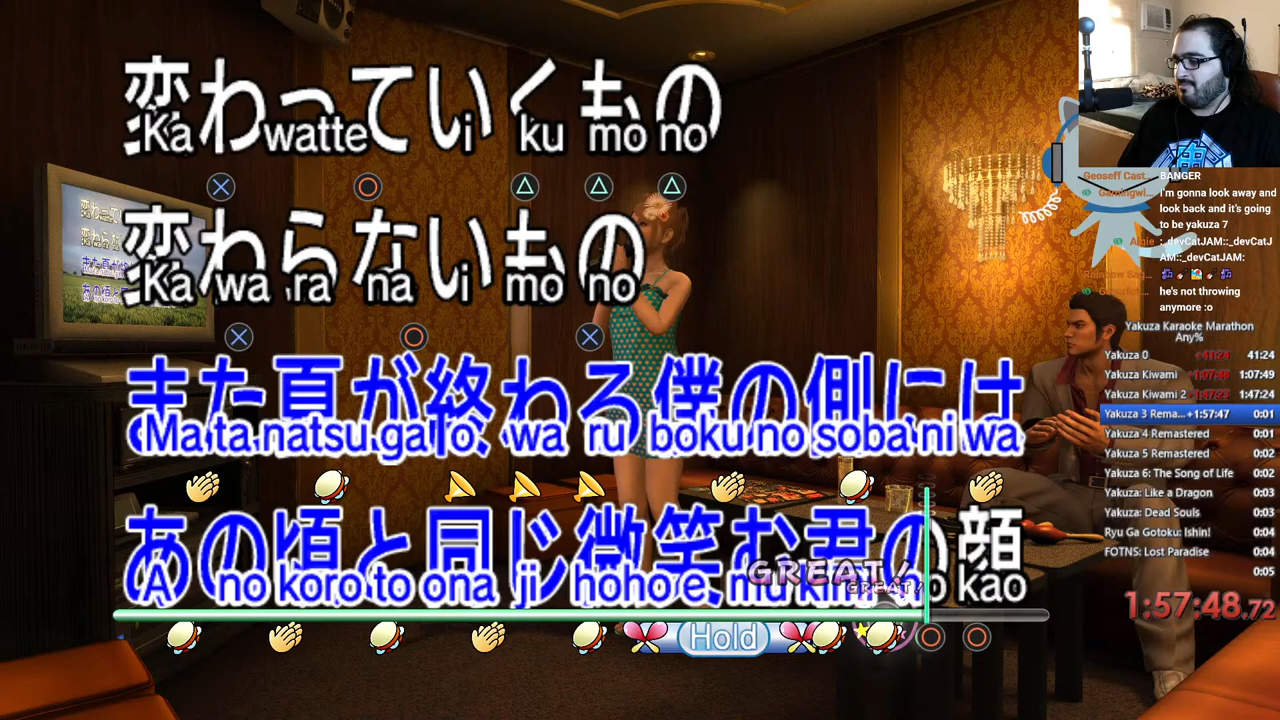 変わっていくもの
Ka watte i ku mo no
変わらないもの
Ka wa ra na i mo no
また夏が終わる僕の側には
Ma ta natsu ga o wa ru boku no soba ni wa
あの頃と同じ微笑む君の顔
A no koro to ona ji hoho e mu kimi no kao
GREAT!
GREAT!
Hold
Geoseff Cast... BANGER
Gamingwi... I'm gonna look away and look back and it's going to be yakuza 7
:_devCatJAM::_devCatJAM:
he's not throwing anymore :o
Yakuza Karaoke Marathon
Any%
Yakuza 0 +41:24 41:24
Yakuza Kiwami 1:07:49
Yakuza Kiwami 2 1:47:24
Yakuza 3 Rema... +1:57:47 0:01
Yakuza 4 Remastered 0:01
Yakuza 5 Remastered 0:02
Yakuza 6: The Song of Life 0:02
Yakuza: Like a Dragon 0:03
Yakuza: Dead Souls 0:03
Ryu Ga Gotoku: Ishin! 0:04
FOTNS: Lost Paradise 0:04
0:05
1:57:48.72